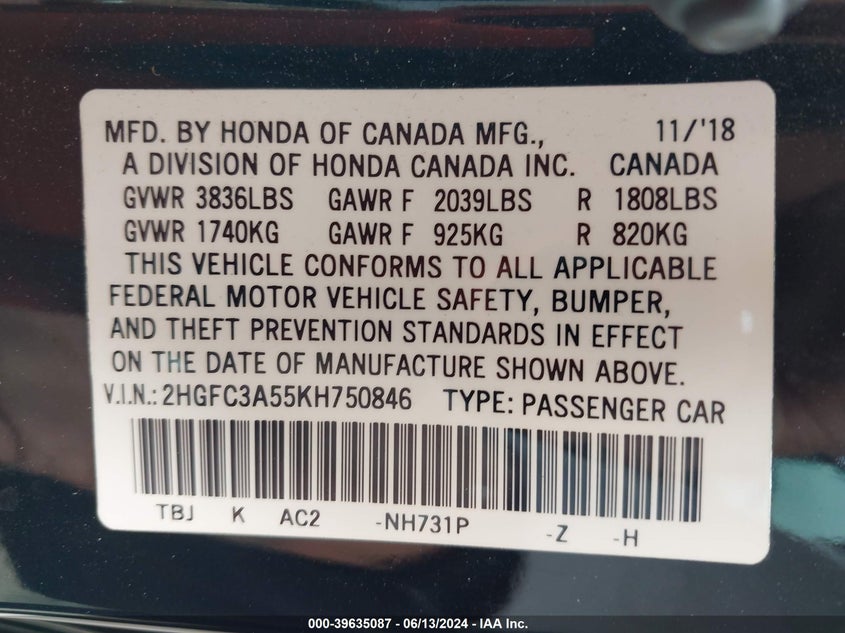 MFD. BY HONDA OF CANADA MFG., 11/'18
A DIVISION OF HONDA CANADA INC. CANADA
GVWR 3836LBS GAWR F 2039LBS R 1808LBS
GVWR 1740KG GAWR F 925KG R 820KG
THIS VEHICLE CONFORMS TO ALL APPLICABLE
FEDERAL MOTOR VEHICLE SAFETY, BUMPER,
AND THEFT PREVENTION STANDARDS IN EFFECT
ON THE DATE OF MANUFACTURE SHOWN ABOVE.
V.I.N.: 2HGFC3A55KH750846 TYPE: PASSENGER CAR
TBJ K AC2 -NH731P -Z -H
000-39635087 - 06/13/2024 - IAA Inc.